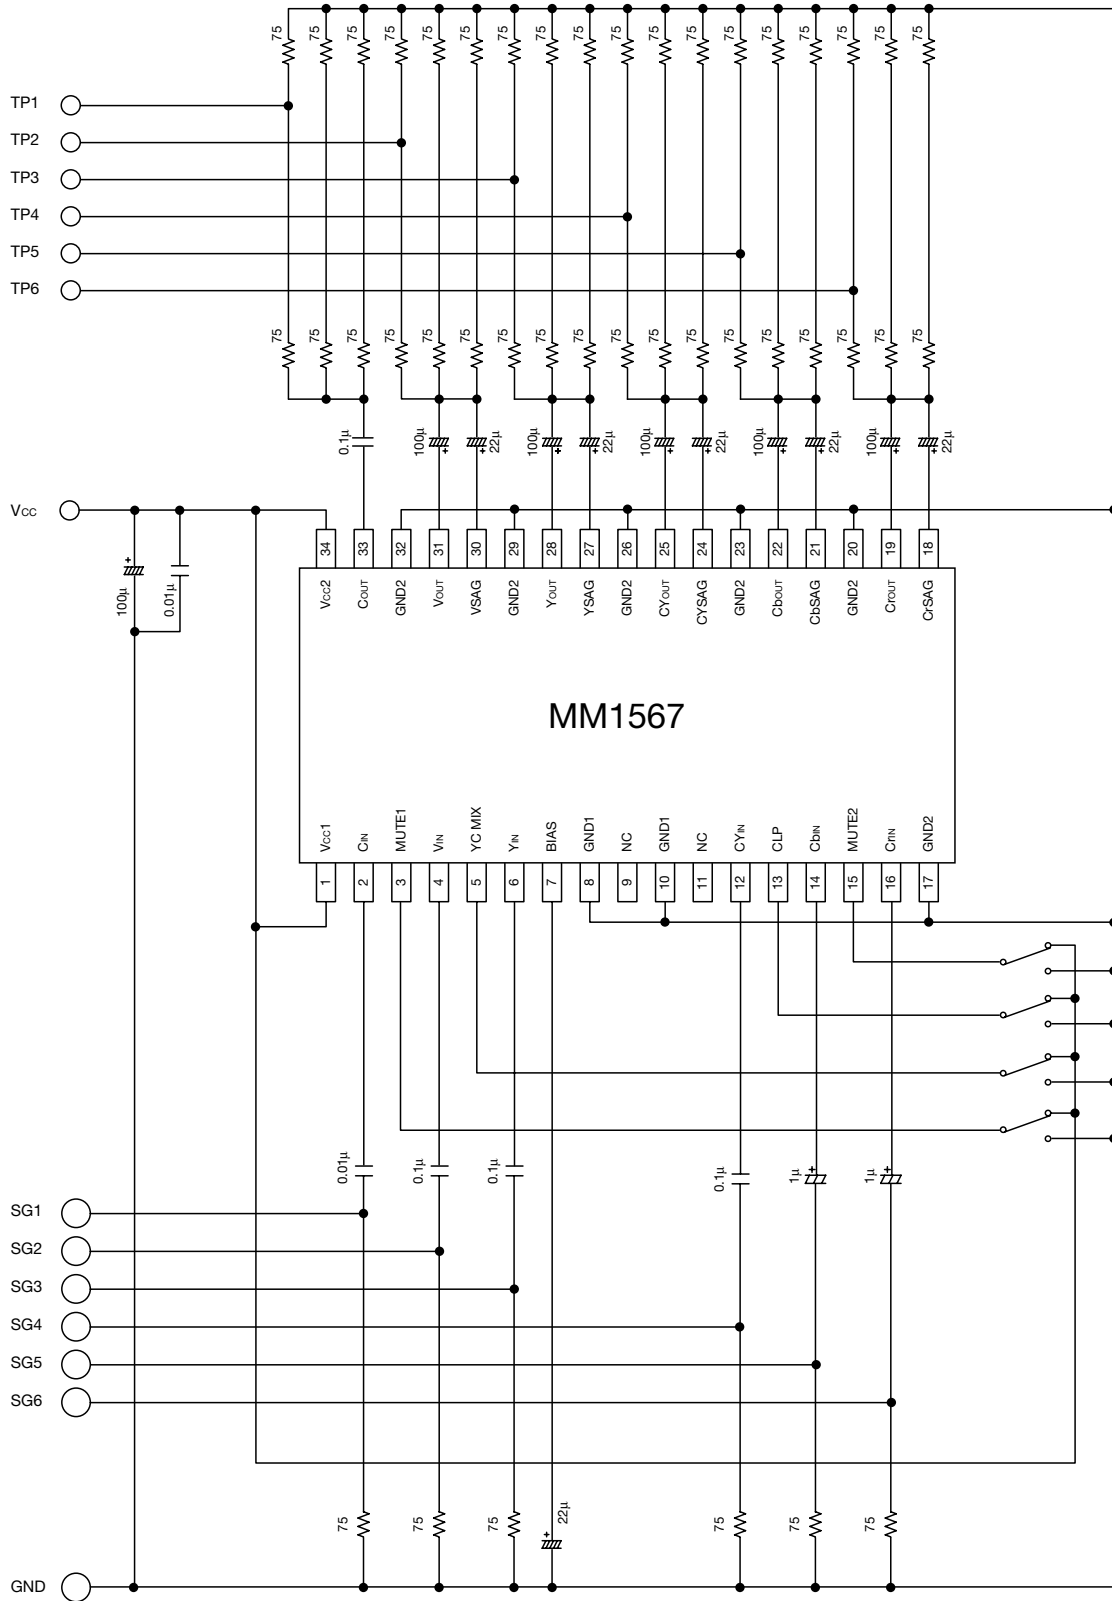 75 75 75 75 75 75 75 75 75 75 75 75 75 75 75 75 75 75
TP1
TP2
TP3
TP4
TP5
TP6
75 75 75 75 75 75 75 75 75 75 75 75 75 75 75 75 75 75
0.1μ 100μ + + 22μ 100μ + + 22μ 100μ + + 22μ 100μ + + 22μ 100μ + + 22μ
VCC
34 33 32 31 30 29 28 27 26 25 24 23 22 21 20 19 18
+ 100μ 0.01μ
VCC2 COUT GND2 VOUT VSAG GND2 YOUT YSAG GND2 CYOUT CYSAG GND2 CbOUT CbSAG GND2 CrOUT CrSAG
MM1567
VCC1 CIN MUTE1 VIN YC MIX YIN BIAS GND1 NC GND1 NC CYIN CLP CbIN MUTE2 CrIN GND2
1 2 3 4 5 6 7 8 9 10 11 12 13 14 15 16 17
0.01μ 0.1μ 0.1μ 0.1μ 1μ + 1μ +
SG1
SG2
SG3
SG4
SG5
SG6
75 75 75 + 22μ 75 75 75
GND